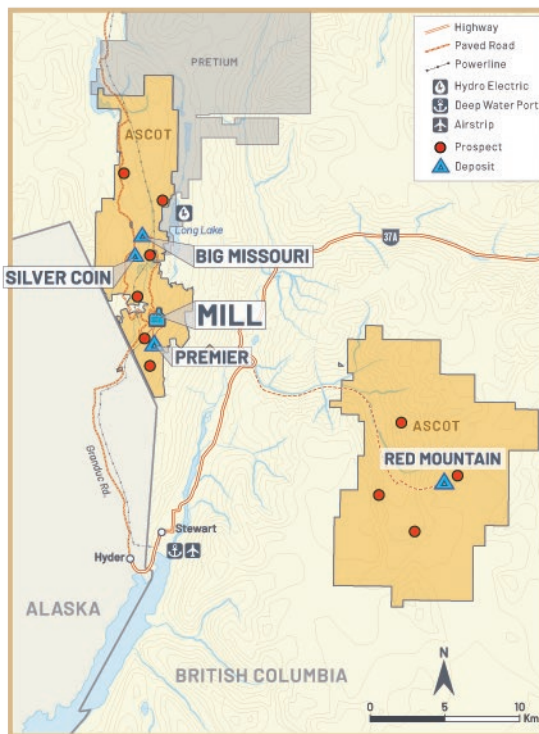 PRETIUM
Highway
Paved Road
Powerline
Hydro Electric
Deep Water Port
Airstrip
Prospect
Deposit
ASCOT
Long Lake
37A
BIG MISSOURI
SILVER COIN
MILL
PREMIER
ASCOT
RED MOUNTAIN
Granduc Rd.
Stewart
Hyder
ALASKA
BRITISH COLUMBIA
N
0 5 10
Km